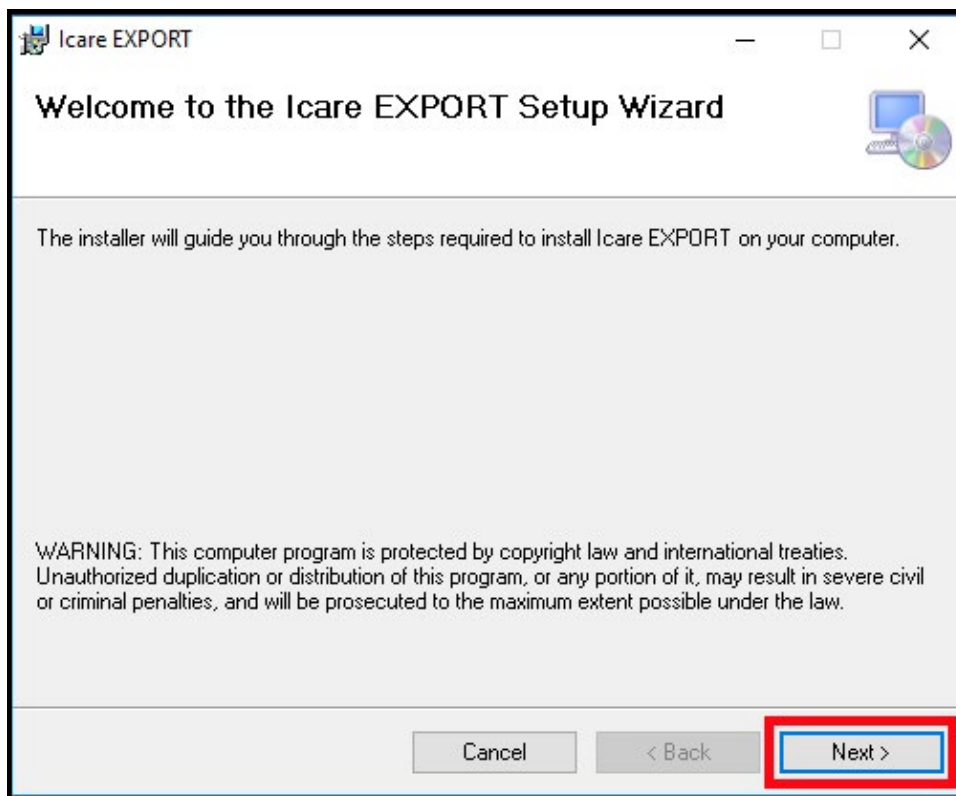 Icare EXPORT
Welcome to the Icare EXPORT Setup Wizard
The installer will guide you through the steps required to install Icare EXPORT on your computer.
WARNING: This computer program is protected by copyright law and international treaties.
Unauthorized duplication or distribution of this program, or any portion of it, may result in severe civil
or criminal penalties, and will be prosecuted to the maximum extent possible under the law.
Cancel < Back Next >